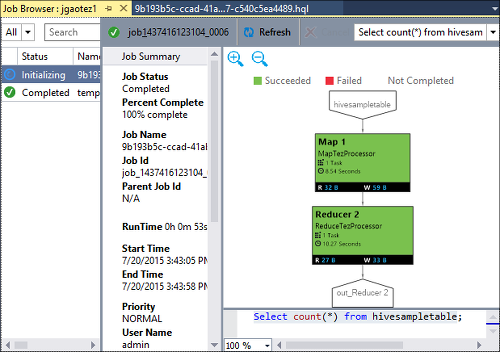 Job Browser : jgaotez1
9b193b5c-ccad-41a2...7-c540c5ea4489.hql
All
Search
job_1437416123104_0006
Refresh
Select count(*) from hivesam
Status
Name
Initializing
9b19
Completed
temp
Job Summary
Job Status
Completed
Percent Complete
100% complete
Job Name
9b193b5c-ccad-41a
Job Id
job_1437416123104_0
Parent Job Id
N/A
RunTime 0h 0m 53s
Start Time
7/20/2015 3:43:05 PM
End Time
7/20/2015 3:43:58 PM
Priority
NORMAL
User Name
admin
Succeeded
Failed
Not Completed
hivesampletable
Map 1
MapTezProcessor
1 Task
8.54 Seconds
R 32 B
W 59 B
Reducer 2
ReduceTezProcessor
1 Task
10.27 Seconds
R 27 B
W 33 B
out_Reducer 2
Select count(*) from hivesampletable;
100 %